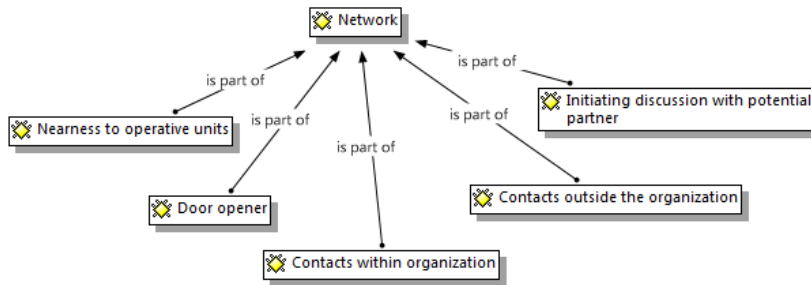 Network
is part of
is part of
Nearness to operative units
is part of
is part of
is part of
Initiating discussion with potential
partner
Door opener
Contacts outside the organization
Contacts within organization